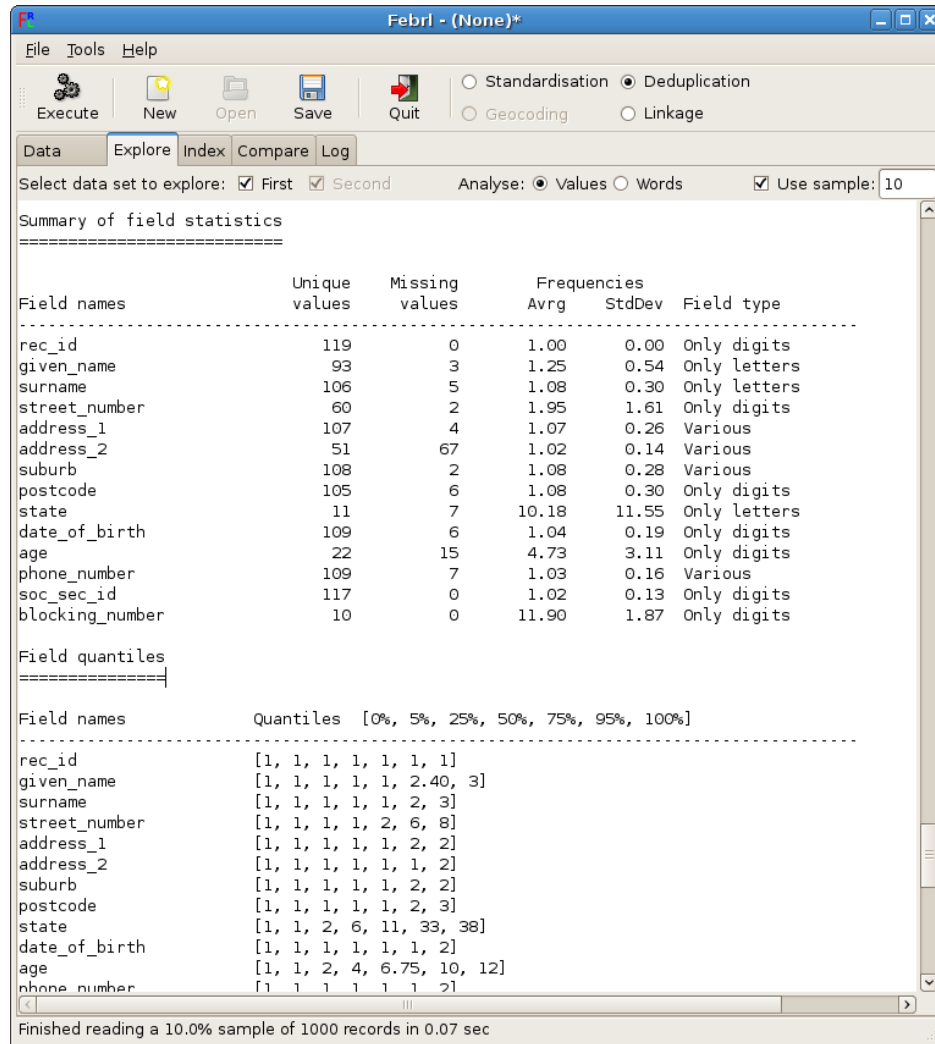 Febrl - (None)*
File Tools Help
Execute New Open Save Quit Standardisation Deduplication
Geocoding Linkage
Data Explore Index Compare Log
Select data set to explore: First Second Analyse: Values Words Use sample: 10
Summary of field statistics
===========================
Unique Missing Frequencies
Field names values values Avrg StdDev Field type
-------------------------------------------------------------------------------------
rec_id 119 0 1.00 0.00 Only digits
given_name 93 3 1.25 0.54 Only letters
surname 106 5 1.08 0.30 Only letters
street_number 60 2 1.95 1.61 Only digits
address_1 107 4 1.07 0.26 Various
address_2 51 67 1.02 0.14 Various
suburb 108 2 1.08 0.28 Various
postcode 105 6 1.08 0.30 Only digits
state 11 7 10.18 11.55 Only letters
date_of_birth 109 6 1.04 0.19 Only digits
age 22 15 4.73 3.11 Only digits
phone_number 109 7 1.03 0.16 Various
soc_sec_id 117 0 1.02 0.13 Only digits
blocking_number 10 0 11.90 1.87 Only digits
Field quantiles
===============
Field names Quantiles [0%, 5%, 25%, 50%, 75%, 95%, 100%]
-------------------------------------------------------------------------------------
rec_id [1, 1, 1, 1, 1, 1, 1]
given_name [1, 1, 1, 1, 1, 2.40, 3]
surname [1, 1, 1, 1, 1, 2, 3]
street_number [1, 1, 1, 1, 2, 6, 8]
address_1 [1, 1, 1, 1, 1, 2, 2]
address_2 [1, 1, 1, 1, 1, 1, 2]
suburb [1, 1, 1, 1, 1, 2, 2]
postcode [1, 1, 1, 1, 1, 2, 3]
state [1, 1, 2, 6, 11, 33, 38]
date_of_birth [1, 1, 1, 1, 1, 1, 2]
age [1, 1, 2, 4, 6.75, 10, 12]
phone_number [1, 1, 1, 1, 1, 1, 2]
Finished reading a 10.0% sample of 1000 records in 0.07 sec